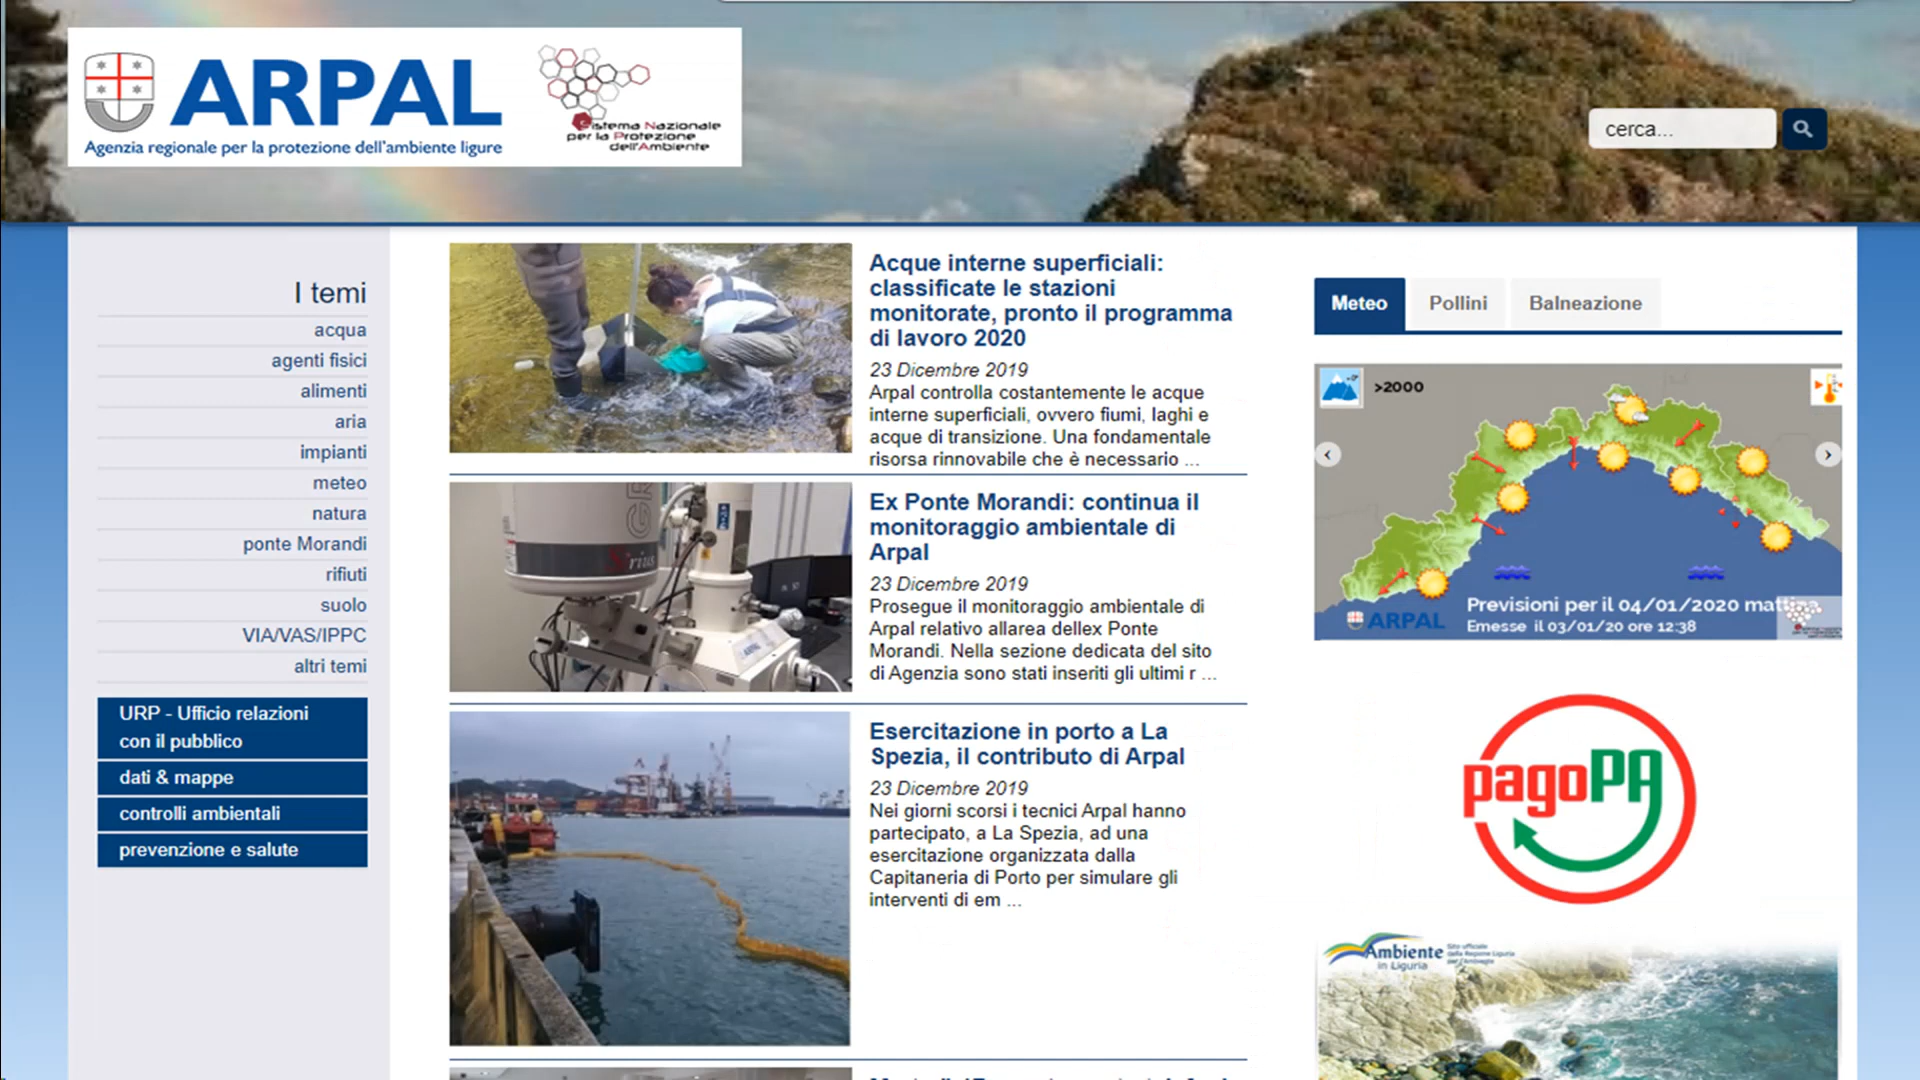 ARPAL
Agenzia regionale per la protezione dell'ambiente ligure
Sistema Nazionale
per la Protezione
dell'Ambiente
cerca...
I temi
acqua
agenti fisici
alimenti
aria
impianti
meteo
natura
ponte Morandi
rifiuti
suolo
VIA/VAS/IPPC
altri temi
URP - Ufficio relazioni
con il pubblico
dati & mappe
controlli ambientali
prevenzione e salute
Acque interne superficiali:
classificate le stazioni
monitorate, pronto il programma
di lavoro 2020
23 Dicembre 2019
Arpal controlla costantemente le acque
interne superficiali, ovvero fiumi, laghi e
acque di transizione. Una fondamentale
risorsa rinnovabile che è necessario ...
Ex Ponte Morandi: continua il
monitoraggio ambientale di
Arpal
23 Dicembre 2019
Prosegue il monitoraggio ambientale di
Arpal relativo allarea dellex Ponte
Morandi. Nella sezione dedicata del sito
di Agenzia sono stati inseriti gli ultimi r ...
Esercitazione in porto a La
Spezia, il contributo di Arpal
23 Dicembre 2019
Nei giorni scorsi i tecnici Arpal hanno
partecipato, a La Spezia, ad una
esercitazione organizzata dalla
Capitaneria di Porto per simulare gli
interventi di em ...
Meteo Pollini Balneazione
>2000
Previsioni per il 04/01/2020
Emesse il 03/01/20 ore 12:38
ARPAL
pagoPA
Ambiente
in Liguria
Sito ufficiale
della Regione Liguria
per l'Ambiente